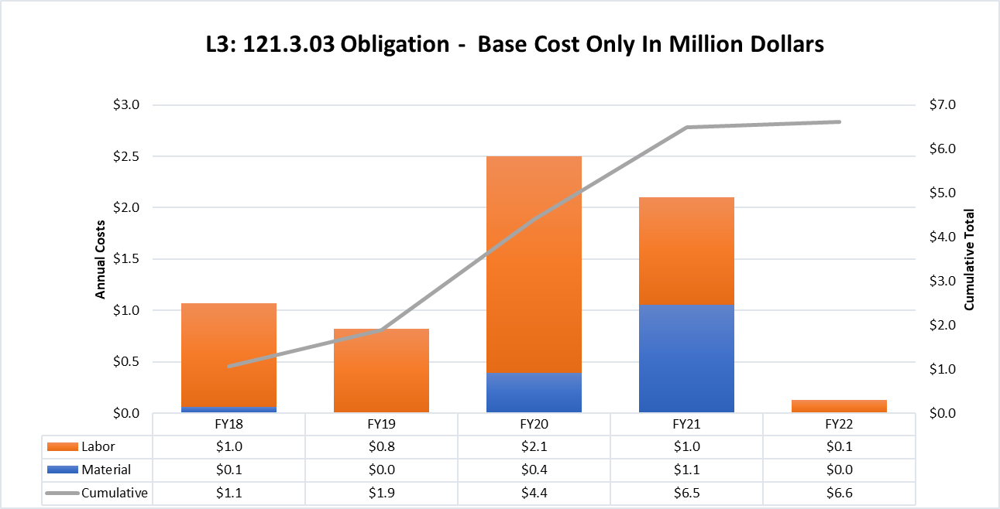 L3: 121.3.03 Obligation - Base Cost Only In Million Dollars
$3.0 $7.0
$2.5 $6.0
$2.0 $5.0
$1.5 $4.0
$1.0 $3.0
$0.5 $2.0
$0.0 $1.0
$0.0
Annual Costs
Cumulative Total
FY18 FY19 FY20 FY21 FY22
Labor $1.0 $0.8 $2.1 $1.0 $0.1
Material $0.1 $0.0 $0.4 $1.1 $0.0
Cumulative $1.1 $1.9 $4.4 $6.5 $6.6